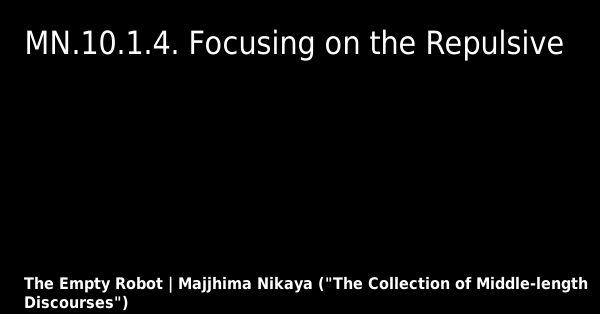 MN.10.1.4. Focusing on the Repulsive
The Empty Robot | Majjhima Nikaya ("The Collection of Middle-length
Discourses")